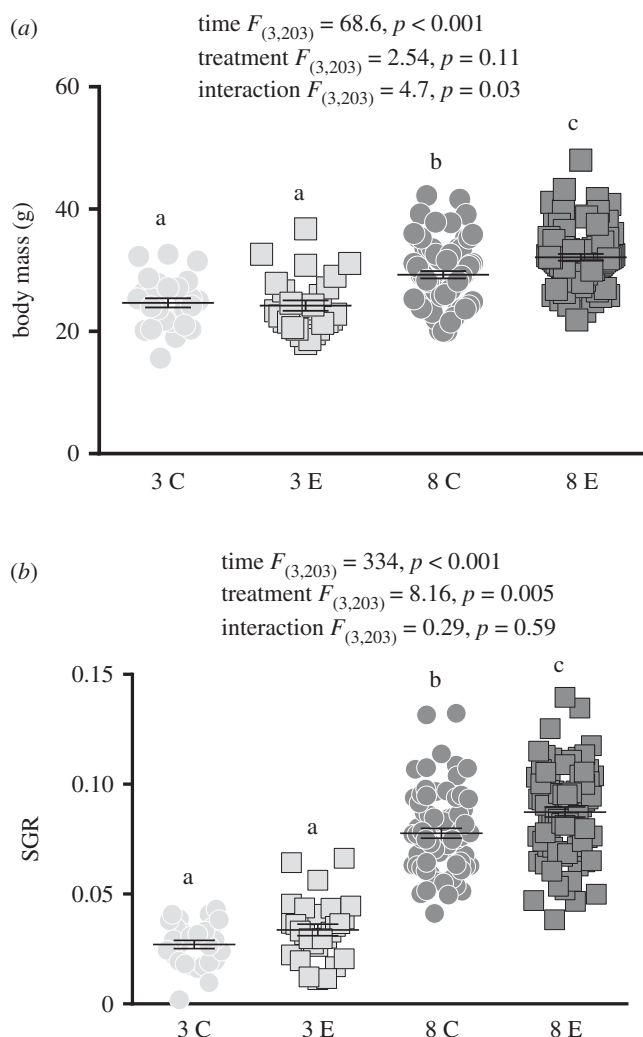 (a)
time F(3,203) = 68.6, p < 0.001
treatment F(3,203) = 2.54, p = 0.11
interaction F(3,203) = 4.7, p = 0.03
60
40
20
0
body mass (g)
a
a
b
c
3 C 3 E 8 C 8 E
(b)
time F(3,203) = 334, p < 0.001
treatment F(3,203) = 8.16, p = 0.005
interaction F(3,203) = 0.29, p = 0.59
0.15
0.10
0.05
0
SGR
a
a
b
c
3 C 3 E 8 C 8 E